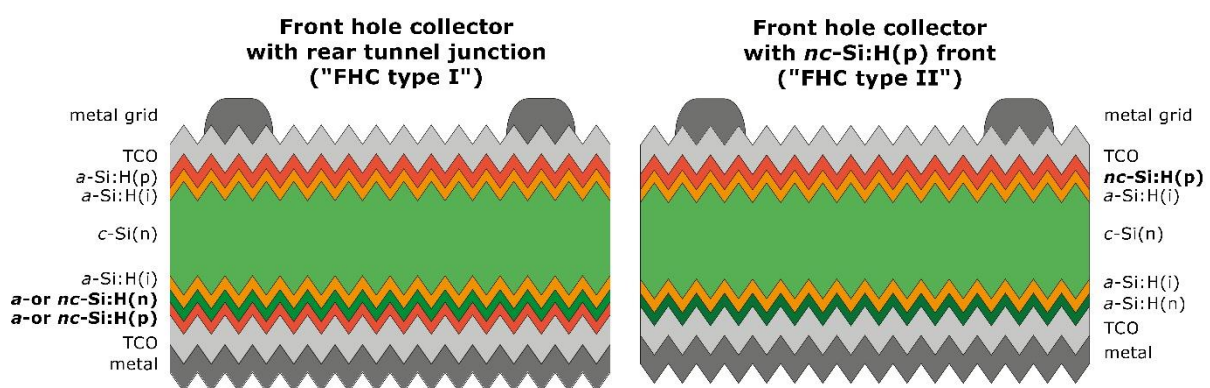 Front hole collector
with rear tunnel junction
("FHC type I")
metal grid
TCO
a-Si:H(p)
a-Si:H(i)
c-Si(n)
a-Si:H(i)
a-or nc-Si:H(n)
a-or nc-Si:H(p)
TCO
metal
Front hole collector
with nc-Si:H(p) front
("FHC type II")
metal grid
TCO
nc-Si:H(p)
a-Si:H(i)
c-Si(n)
a-Si:H(i)
a-Si:H(n)
TCO
metal